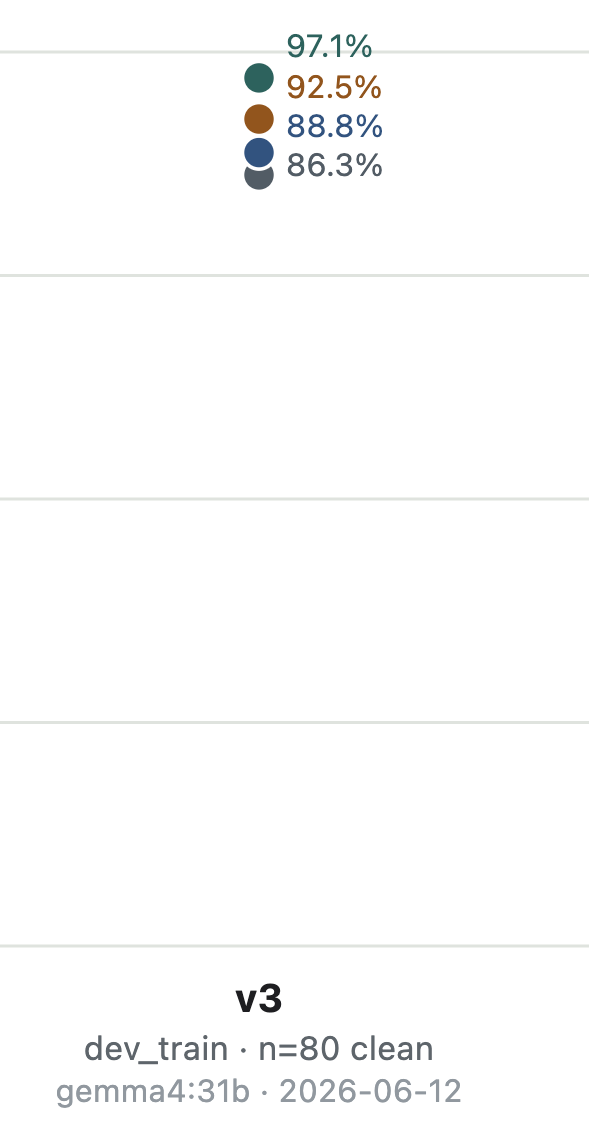 97.1%
92.5%
88.8%
86.3%
v3
dev_train · n=80 clean
gemma4:31b · 2026-06-12